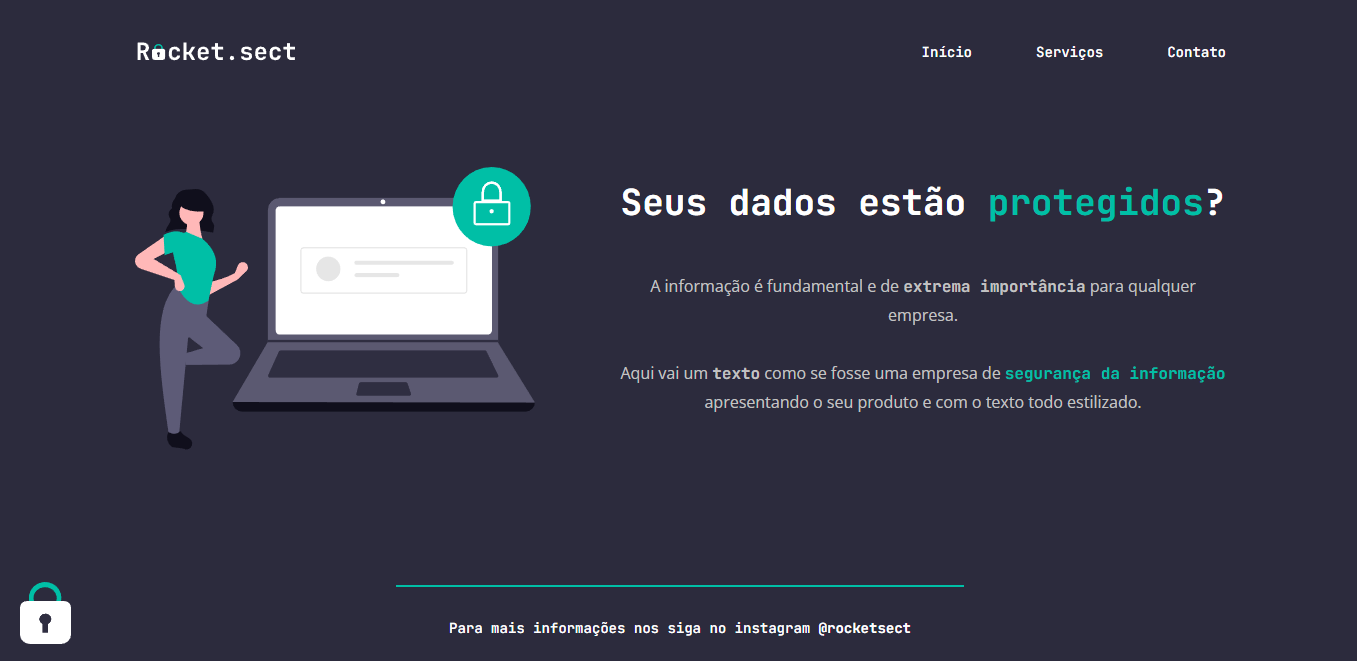 Rocket.sect
Início Serviços Contato
Seus dados estão protegidos?
A informação é fundamental e de extrema importância para qualquer
empresa.
Aqui vai um texto como se fosse uma empresa de segurança da informação
apresentando o seu produto e com o texto todo estilizado.
Para mais informações nos siga no instagram @rocketsect